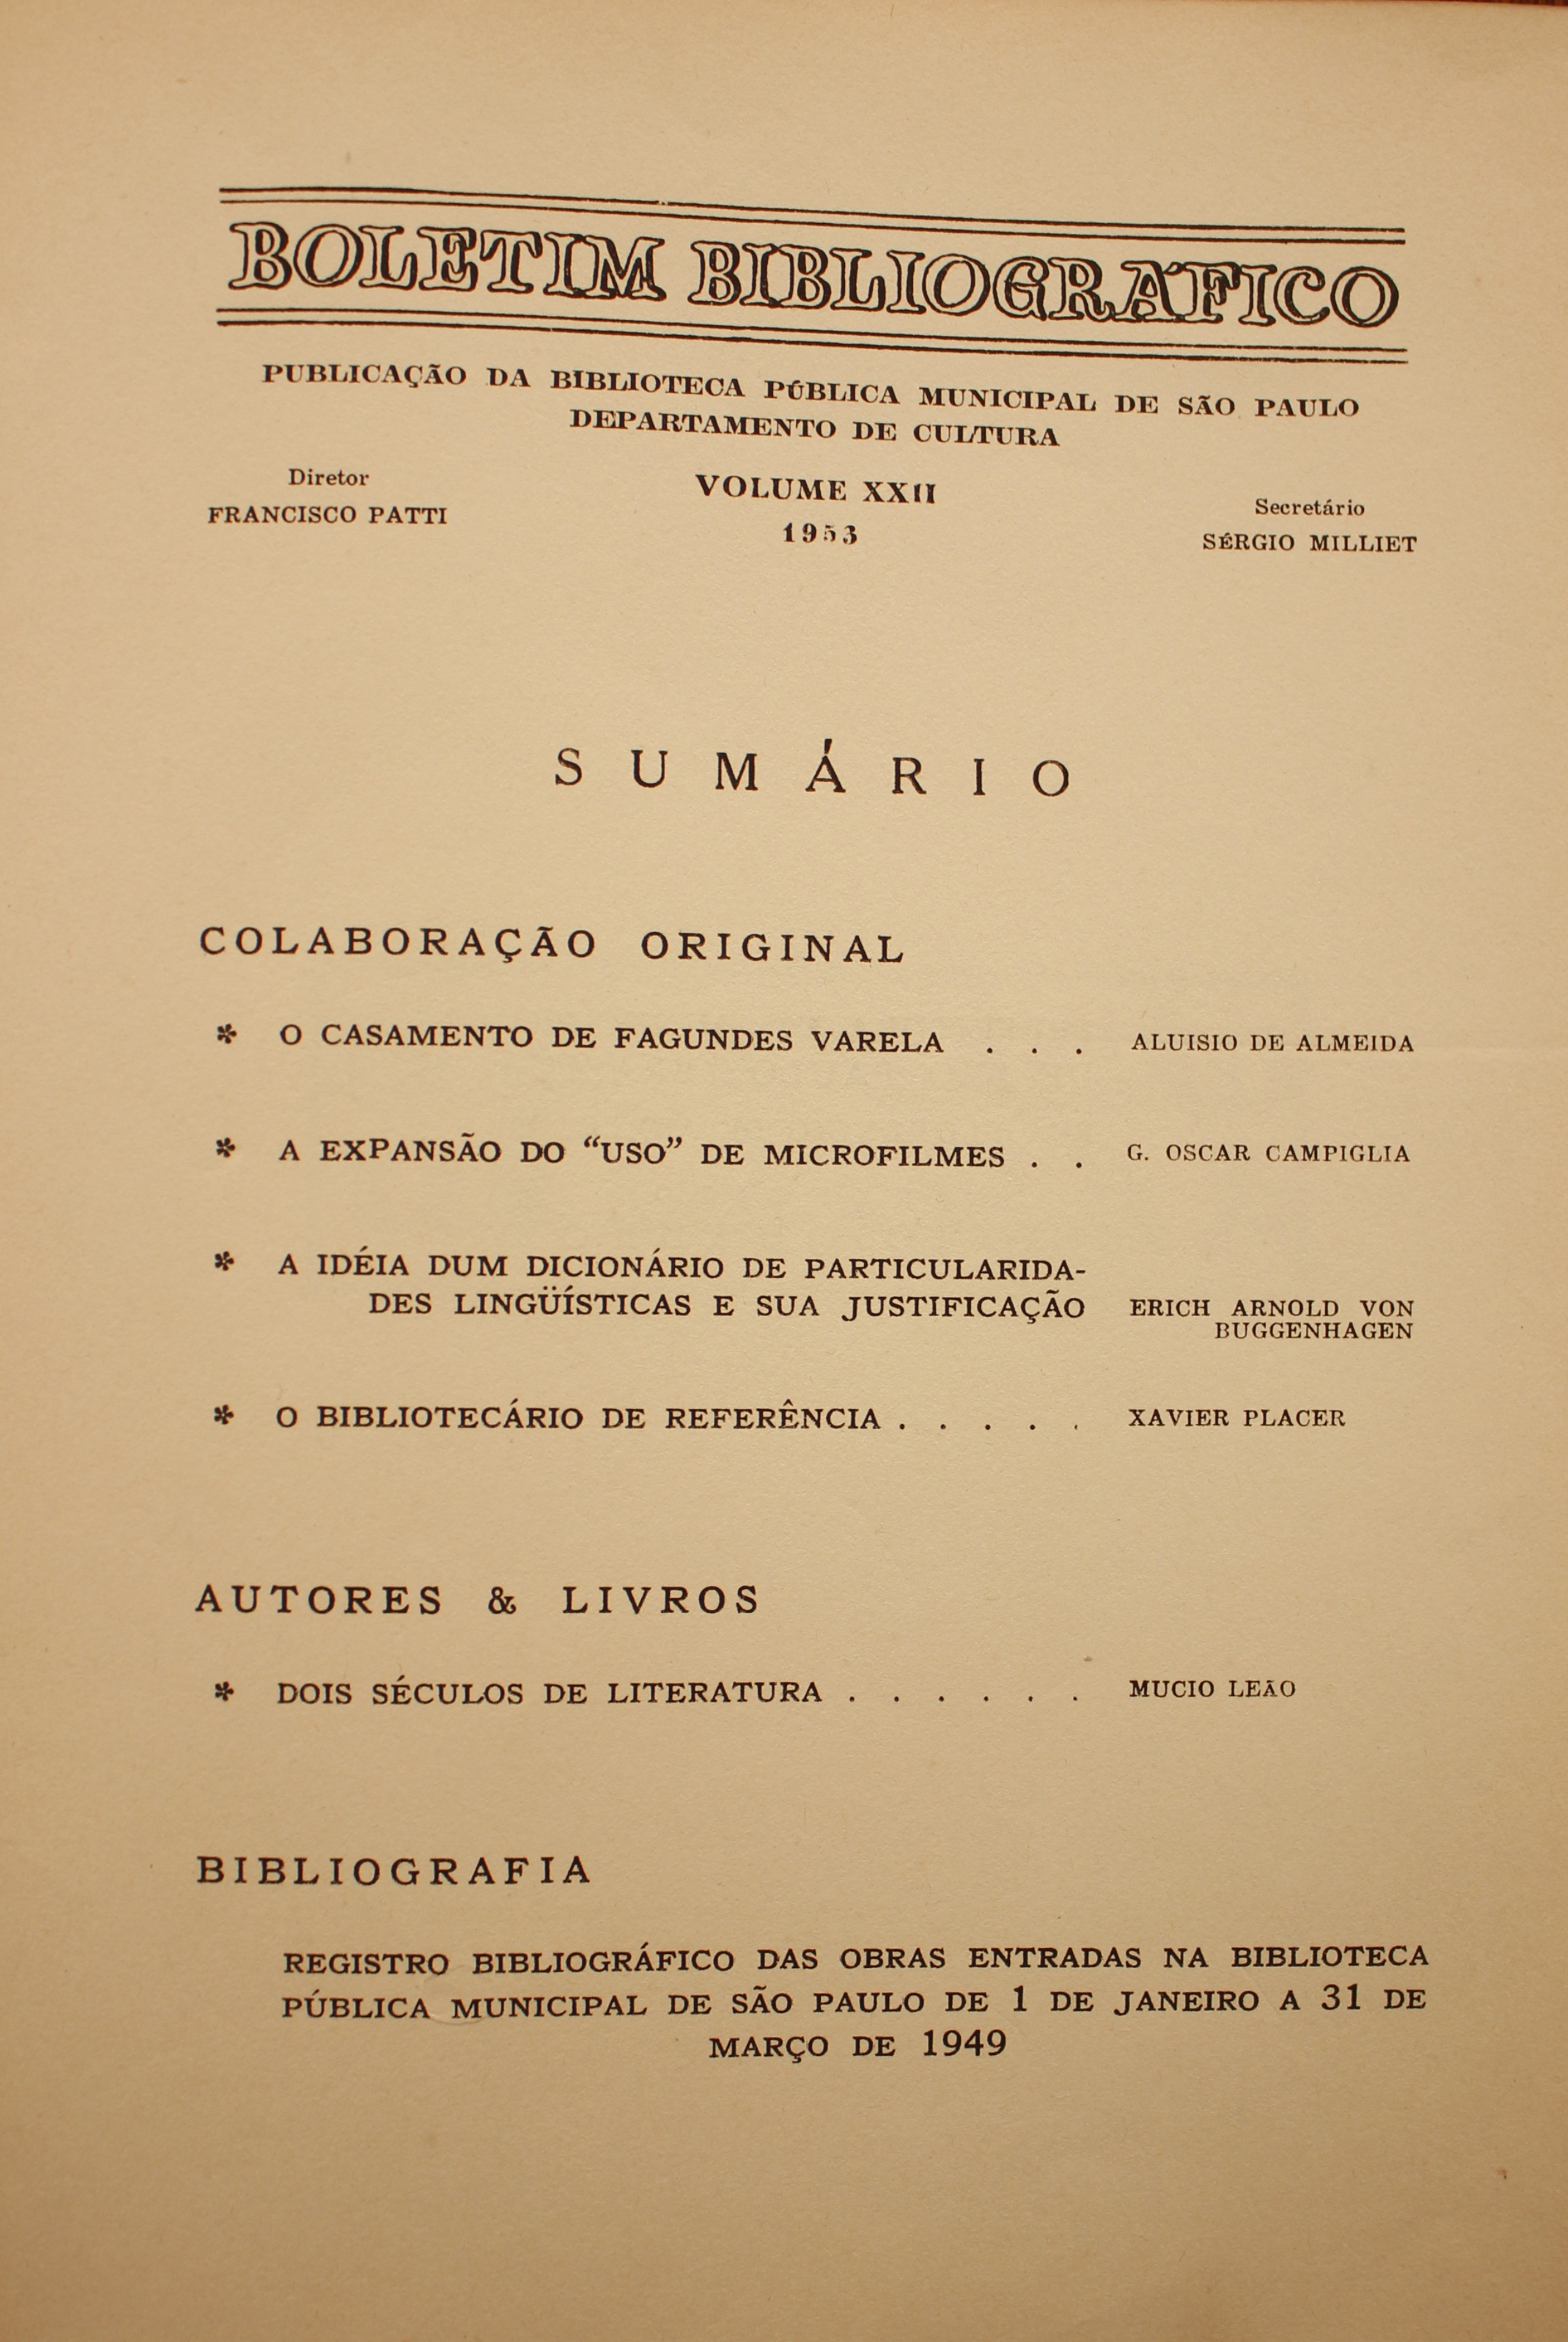 BOLETIM BIBLIOGRÁFICO
PUBLICAÇÃO DA BIBLIOTECA PÚBLICA MUNICIPAL DE SÃO PAULO
DEPARTAMENTO DE CULTURA
Diretor
FRANCISCO PATTI
VOLUME XXII
1953
Secretário
SÉRGIO MILLIET
SUMÁRIO
COLABORAÇÃO ORIGINAL
* O CASAMENTO DE FAGUNDES VARELA . . . ALUISIO DE ALMEIDA
* A EXPANSÃO DO “USO” DE MICROFILMES . . G. OSCAR CAMPIGLIA
* A IDÉIA DUM DICIONÁRIO DE PARTICULARIDA-
DES LINGÜÍSTICAS E SUA JUSTIFICAÇÃO ERICH ARNOLD VON
BUGGENHAGEN
* O BIBLIOTECÁRIO DE REFERÊNCIA . . . . . XAVIER PLACER
AUTORES & LIVROS
* DOIS SÉCULOS DE LITERATURA . . . . . . MUCIO LEÃO
BIBLIOGRAFIA
REGISTRO BIBLIOGRÁFICO DAS OBRAS ENTRADAS NA BIBLIOTECA
PÚBLICA MUNICIPAL DE SÃO PAULO DE 1 DE JANEIRO A 31 DE
MARÇO DE 1949